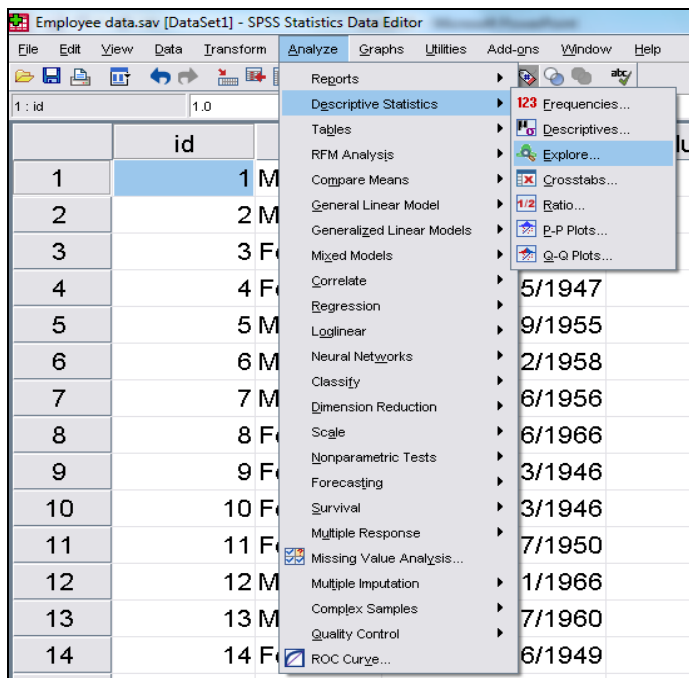 Employee data.sav [DataSet1] - SPSS Statistics Data Editor
File Edit View Data Transform Analyze Graphs Utilities Add-ons Window Help
1 : id 1.0
id
Reports
Descriptive Statistics
Tables
RFM Analysis
Compare Means
General Linear Model
Generalized Linear Models
Mixed Models
Correlate
Regression
Loglinear
Neural Networks
Classify
Dimension Reduction
Scale
Nonparametric Tests
Forecasting
Survival
Multiple Response
Missing Value Analysis...
Multiple Imputation
Complex Samples
Quality Control
ROC Curve...
123 Frequencies...
Descriptives...
Explore...
Crosstabs...
1/2 Ratio...
P-P Plots...
Q-Q Plots...
1 1 M
2 2 M
3 3 F
4 4 F 5/1947
5 5 M 9/1955
6 6 M 2/1958
7 7 M 6/1956
8 8 F 6/1966
9 9 F 3/1946
10 10 F 3/1946
11 11 F 7/1950
12 12 M 1/1966
13 13 M 7/1960
14 14 F 6/1949